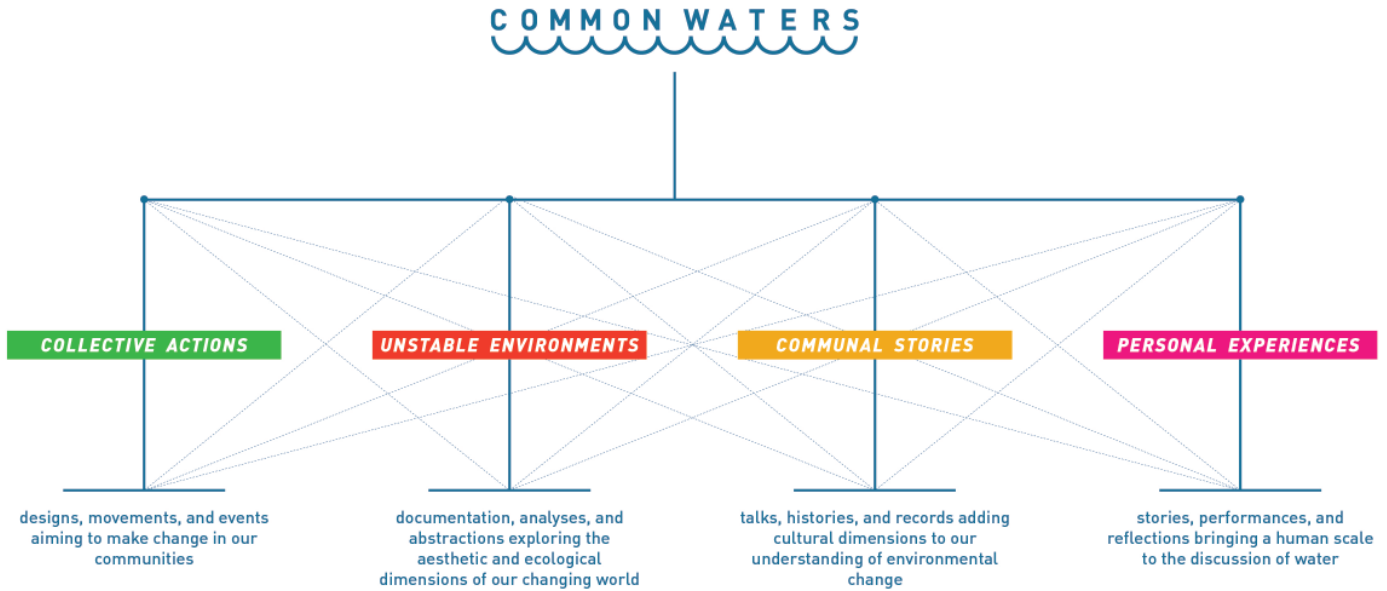 COMMON WATERS
COLLECTIVE ACTIONS
UNSTABLE ENVIRONMENTS
COMMUNAL STORIES
PERSONAL EXPERIENCES
designs, movements, and events
aiming to make change in our
communities
documentation, analyses, and
abstractions exploring the
aesthetic and ecological
dimensions of our changing world
talks, histories, and records adding
cultural dimensions to our
understanding of environmental
change
stories, performances, and
reflections bringing a human scale
to the discussion of water